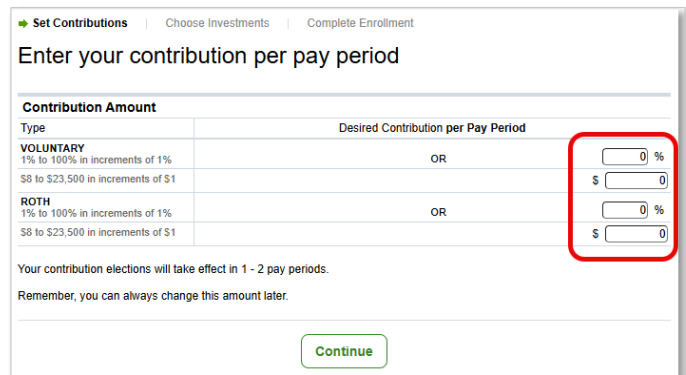 Set Contributions | Choose Investments | Complete Enrollment
Enter your contribution per pay period
Contribution Amount
Type Desired Contribution per Pay Period
VOLUNTARY
1% to 100% in increments of 1% OR 0 %
$8 to $23,500 in increments of $1 $ 0
ROTH
1% to 100% in increments of 1% OR 0 %
$8 to $23,500 in increments of $1 $ 0
Your contribution elections will take effect in 1 - 2 pay periods.
Remember, you can always change this amount later.
Continue